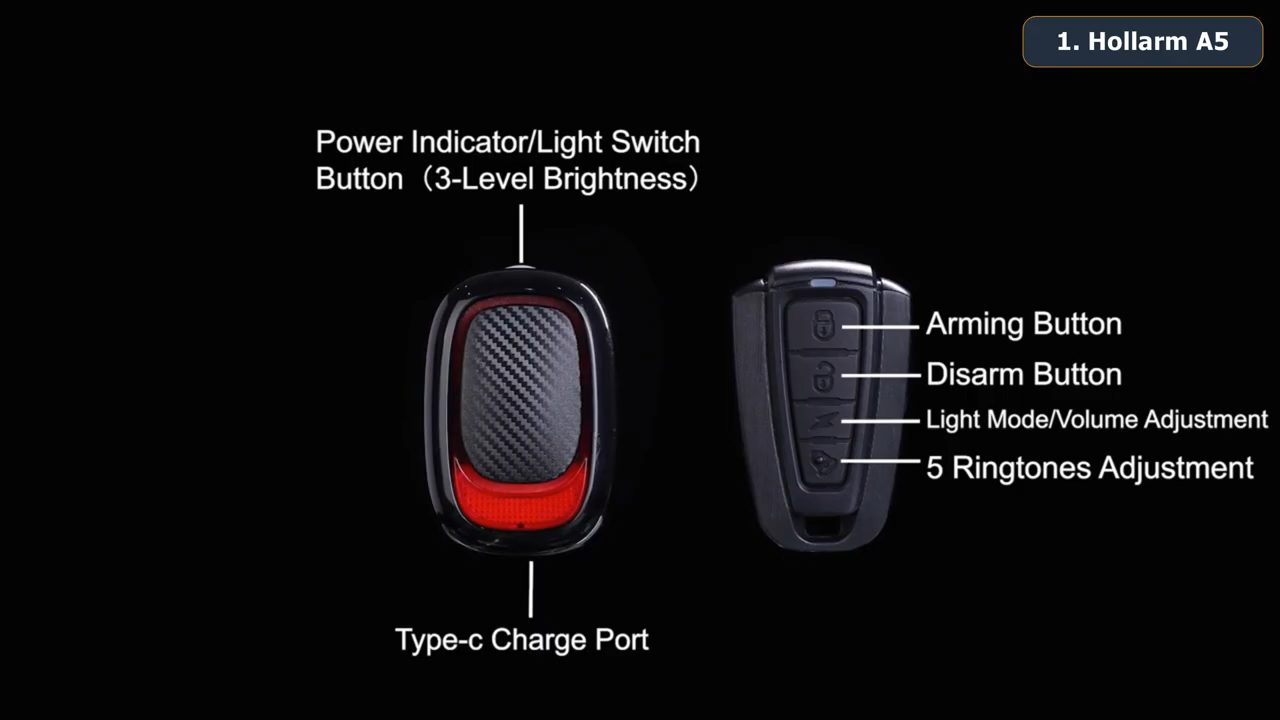 1. Hollarm A5
Power Indicator/Light Switch
Button（3-Level Brightness）
Arming Button
Disarm Button
Light Mode/Volume Adjustment
5 Ringtones Adjustment
Type-c Charge Port